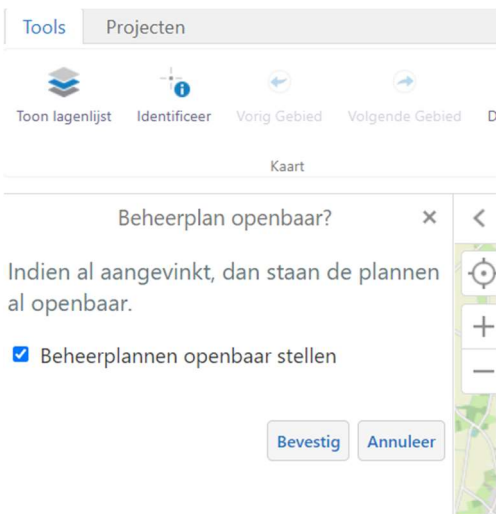 Tools Projecten
Toon lagenlijst Identificeer Vorig Gebied Volgende Gebied
Kaart
Beheerplan openbaar? ×
Indien al aangevinkt, dan staan de plannen
al openbaar.
Beheerplannen openbaar stellen
Bevestig Annuleer